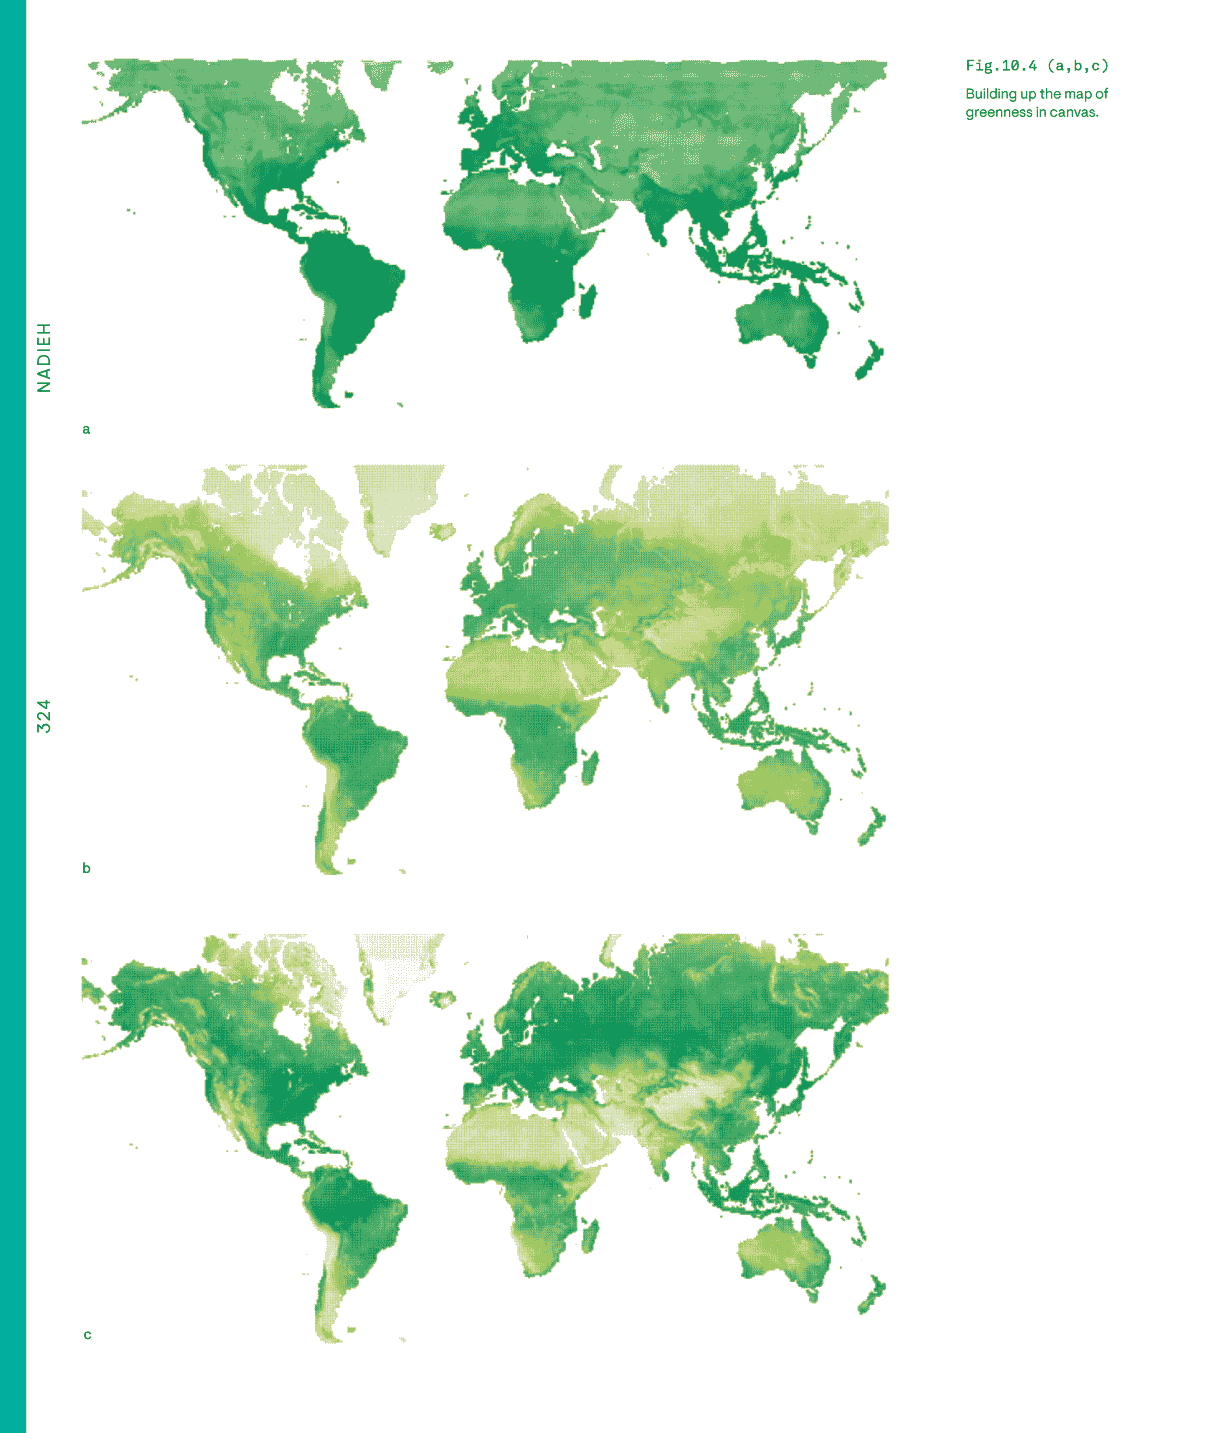 Fig.10.4 (a,b,c)
Building up the map of
greenness in canvas.
NADIEH
324
a
b
c